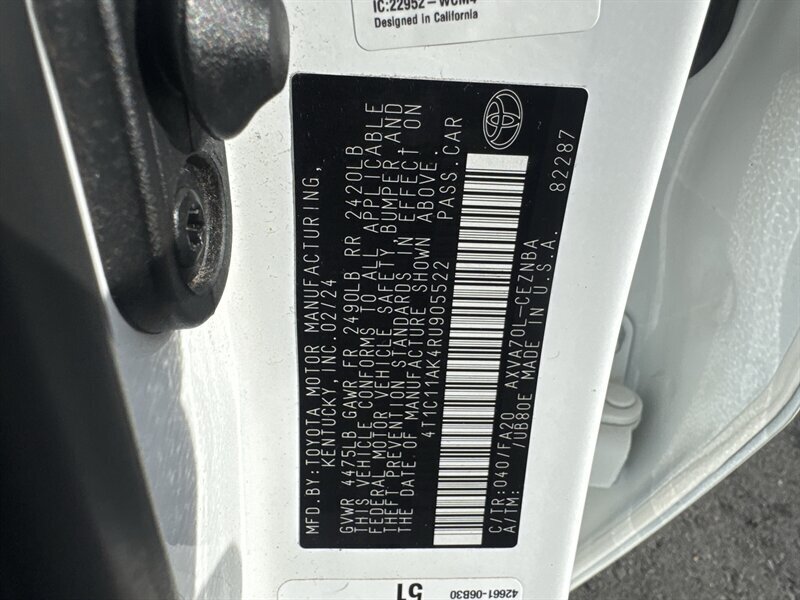 IC:22952-WCM4
Designed in California
MFD.BY:TOYOTA MOTOR MANUFACTURING,
KENTUCKY, INC.02/24
GVWR 4475LB GAWR FR 2490LB RR 2420LB
THIS VEHICLE CONFORMS TO ALL APPLICABLE
FEDERAL MOTOR VEHICLE SAFETY, BUMPER AND
THEFT PREVENTION STANDARDS IN EFFECT ON
THE DATE OF MANUFACTURE SHOWN ABOVE.
4T1C11AK4RU905522 PASS.CAR
C/TR:040/FA20 AXVA70L-CEZNBA
A/TM: /UB80E MADE IN U.S.A. 82287
42661-06B30
51